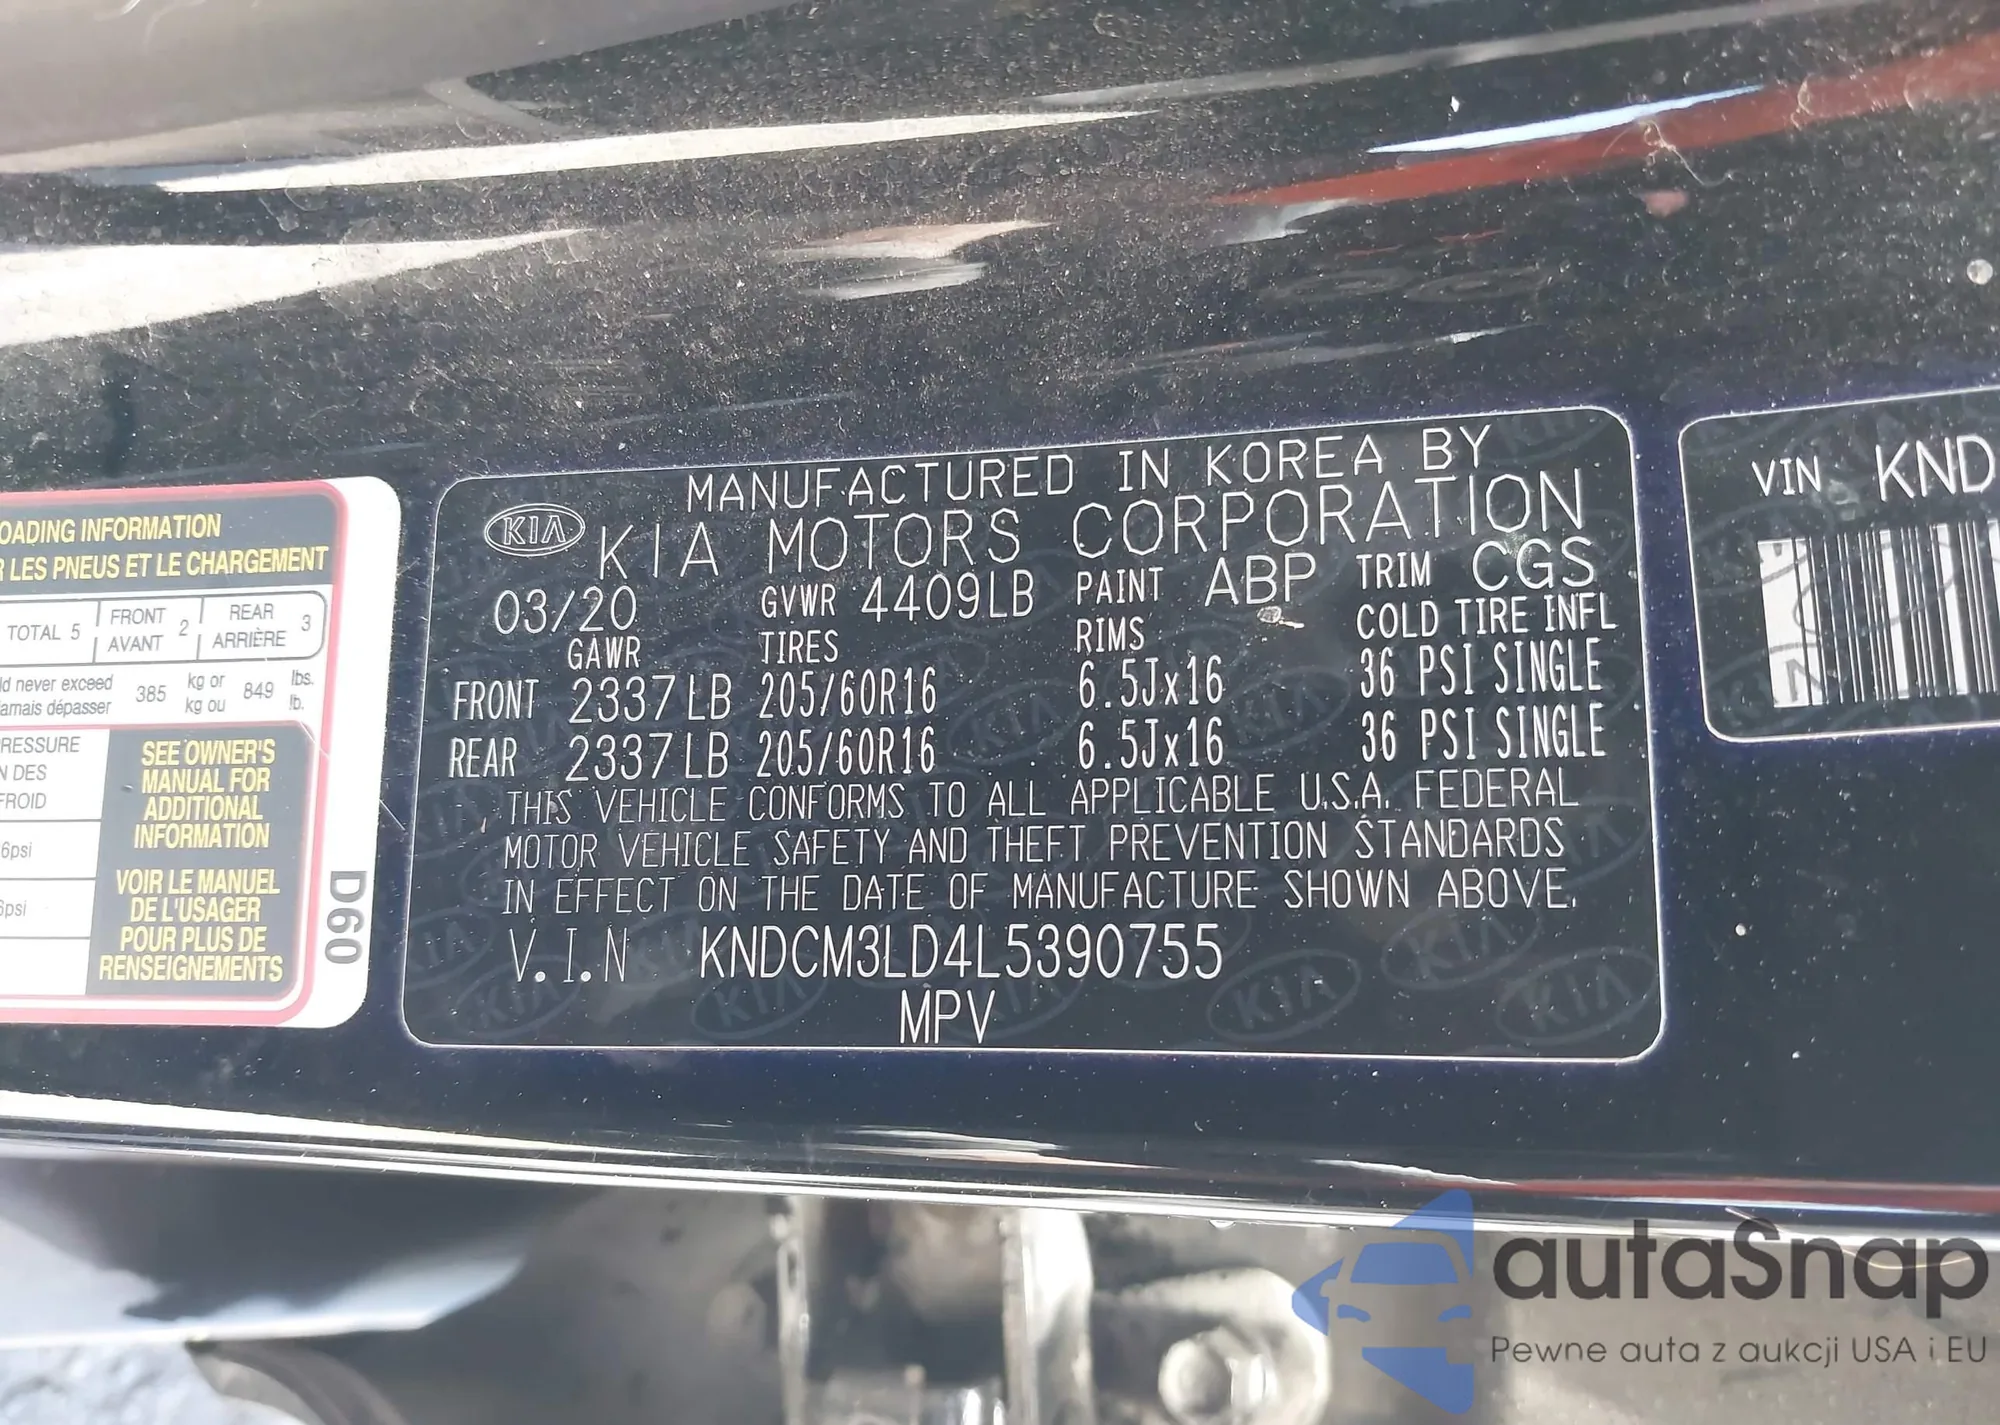 OADING INFORMATION
R LES PNEUS ET LE CHARGEMENT
TOTAL 5
FRONT
AVANT
2
REAR
ARRIÈRE
3
ld never exceed
amais dépasser
385
kg or
kg ou
849
lbs.
lb.
RESSURE
N DES
FROID
6psi
6psi
SEE OWNER'S
MANUAL FOR
ADDITIONAL
INFORMATION
VOIR LE MANUEL
DE L'USAGER
POUR PLUS DE
RENSEIGNEMENTS
D60
MANUFACTURED IN KOREA BY
KIA KIA MOTORS CORPORATION
03/20 GVWR 4409LB PAINT ABP TRIM CGS
GAWR TIRES RIMS COLD TIRE INFL
FRONT 2337LB 205/60R16 6.5Jx16 36 PSI SINGLE
REAR 2337LB 205/60R16 6.5Jx16 36 PSI SINGLE
THIS VEHICLE CONFORMS TO ALL APPLICABLE U.S.A. FEDERAL
MOTOR VEHICLE SAFETY AND THEFT PREVENTION STANDARDS
IN EFFECT ON THE DATE OF MANUFACTURE SHOWN ABOVE.
V.I.N KNDCM3LD4L5390755
MPV
VIN KND
autaSnap
Pewne auta z aukcji USA i EU